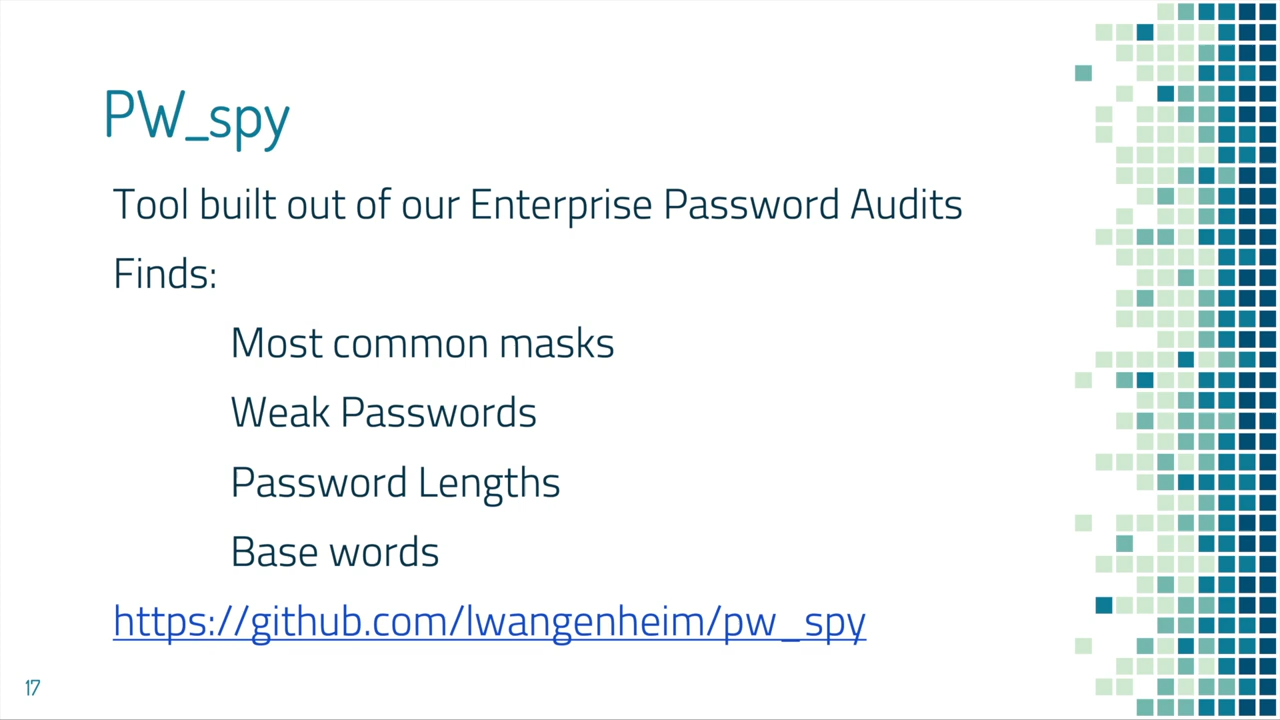 PW_spy
Tool built out of our Enterprise Password Audits
Finds:
Most common masks
Weak Passwords
Password Lengths
Base words
https://github.com/lwangenheim/pw_spy
17